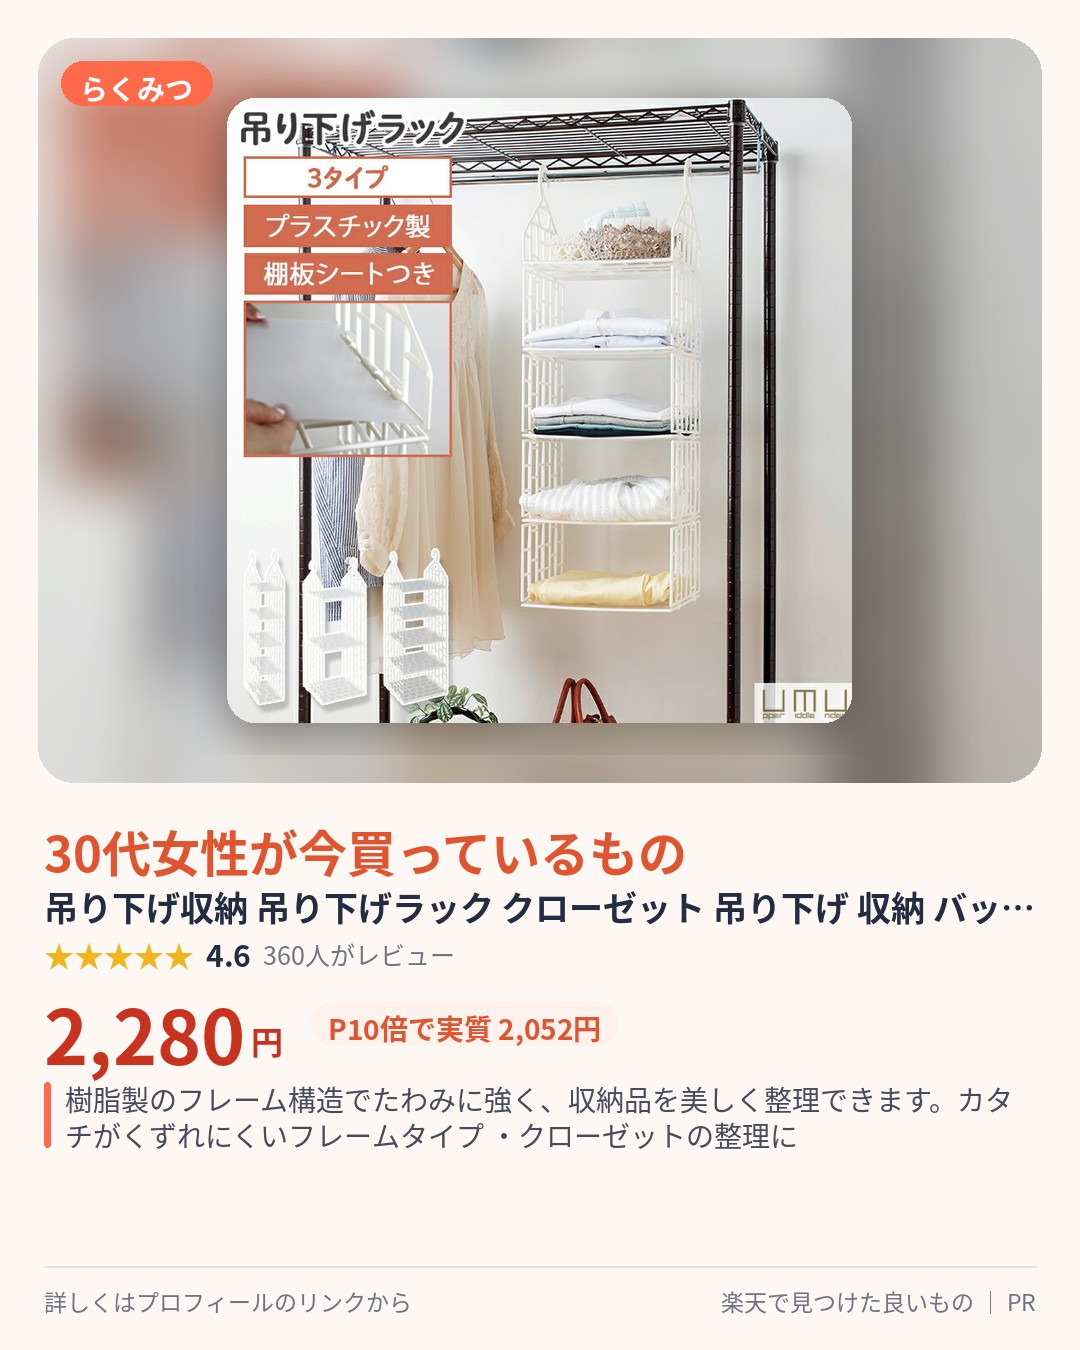 らくみつ
吊り下げラック
3タイプ
プラスチック製
棚板シートつき
UMU
pper iddle nde
30代女性が今買っているもの
吊り下げ収納 吊り下げラック クローゼット 吊り下げ 収納 バッ…
★★★★★ 4.6 360人がレビュー
2,280円 P10倍で実質 2,052円
樹脂製のフレーム構造でたわみに強く、収納品を美しく整理できます。カタ
チがくずれにくいフレームタイプ ・クローゼットの整理に
詳しくはプロフィールのリンクから
楽天で見つけた良いもの | PR